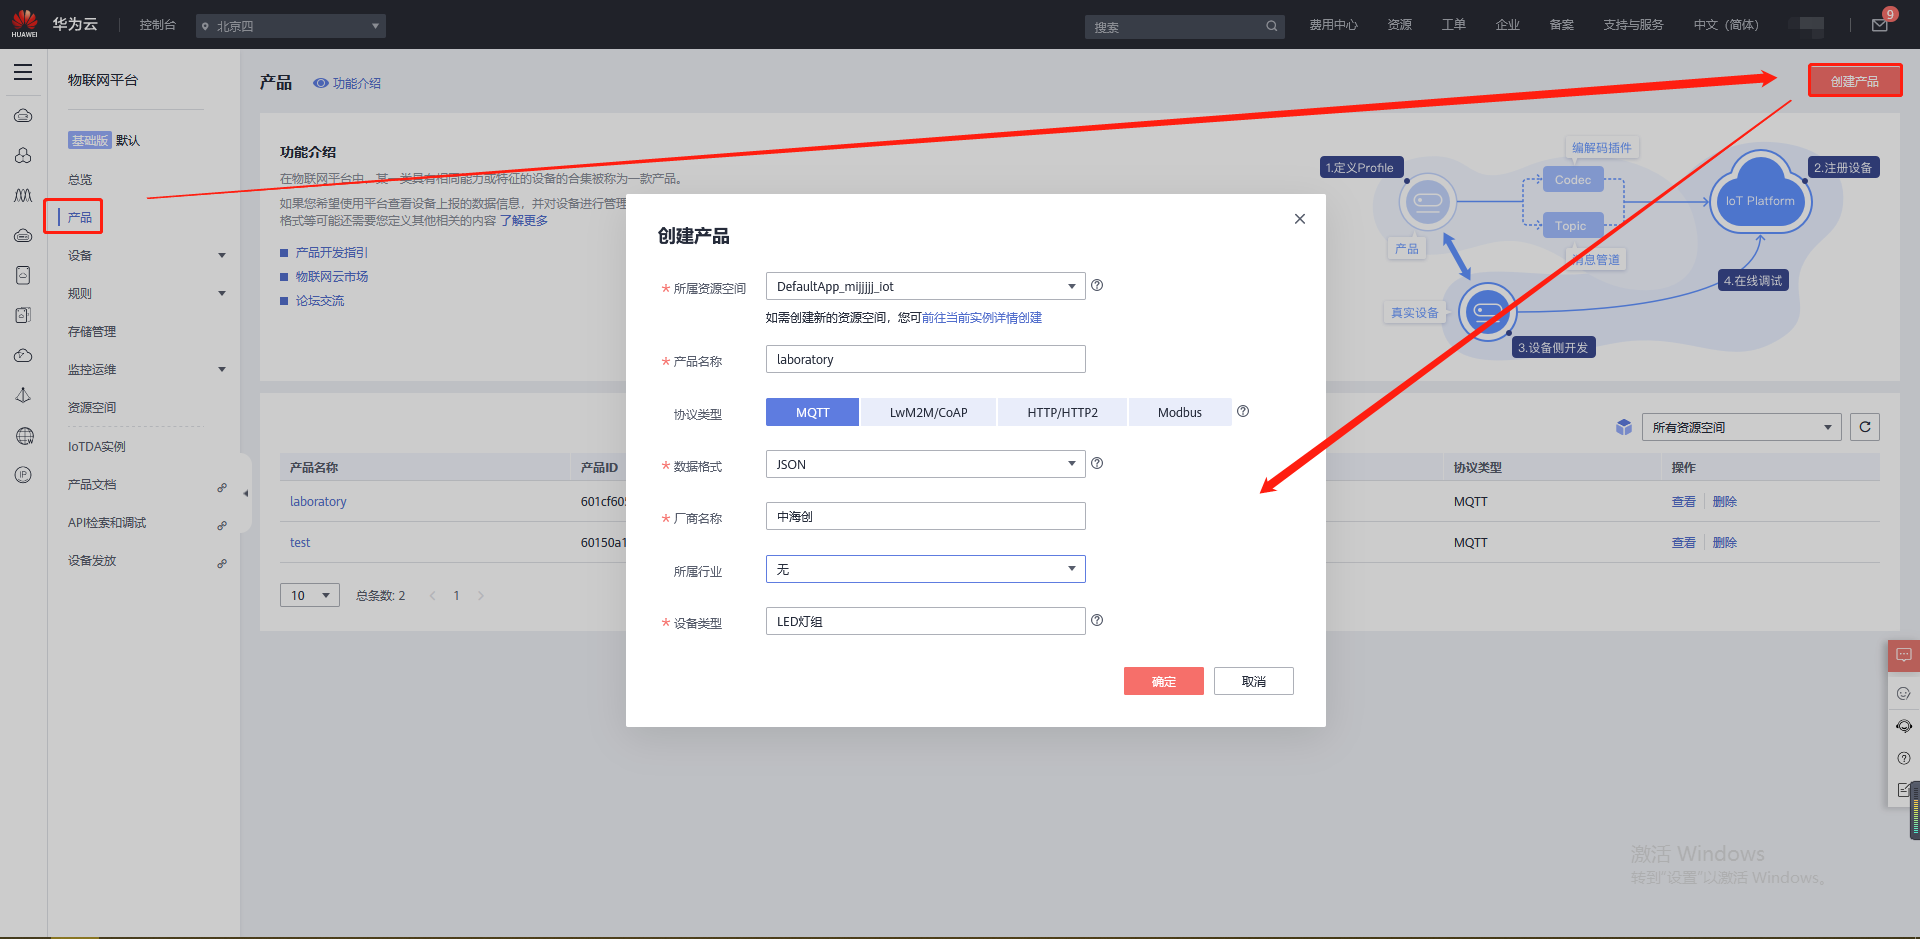 HUAWEI
华为云
控制台
北京四
搜索
费用中心
资源
工单
企业
备案
支持与服务
中文（简体）
9
物联网平台
基础版 默认
总览
产品
设备
规则
存储管理
监控运维
资源空间
IoTDA实例
产品文档
API检索和调试
设备发放
IP
产品
功能介绍
创建产品
功能介绍
在物联网平台中，某一类具有相同能力或特征的设备的合集被称为一款产品。
如果您希望使用平台查看设备上报的数据信息，并对设备进行管理
格式等可能还需要您定义其他相关的内容 了解更多
产品开发指引
物联网云市场
论坛交流
1.定义Profile
编解码插件
Codec
2.注册设备
IoT Platform
Topic
产品
消息管道
4.在线调试
真实设备
3.设备侧开发
所有资源空间
产品名称
产品ID
协议类型
操作
laboratory
601cf605
MQTT
查看
删除
test
60150a1
MQTT
查看
删除
10
总条数: 2
1
创建产品
* 所属资源空间
DefaultApp_mijjjjj_iot
如需创建新的资源空间，您可前往当前实例详情创建
* 产品名称
laboratory
协议类型
MQTT
LwM2M/CoAP
HTTP/HTTP2
Modbus
* 数据格式
JSON
* 厂商名称
中海创
所属行业
无
* 设备类型
LED灯组
确定
取消
激活 Windows
转到"设置"以激活 Windows。